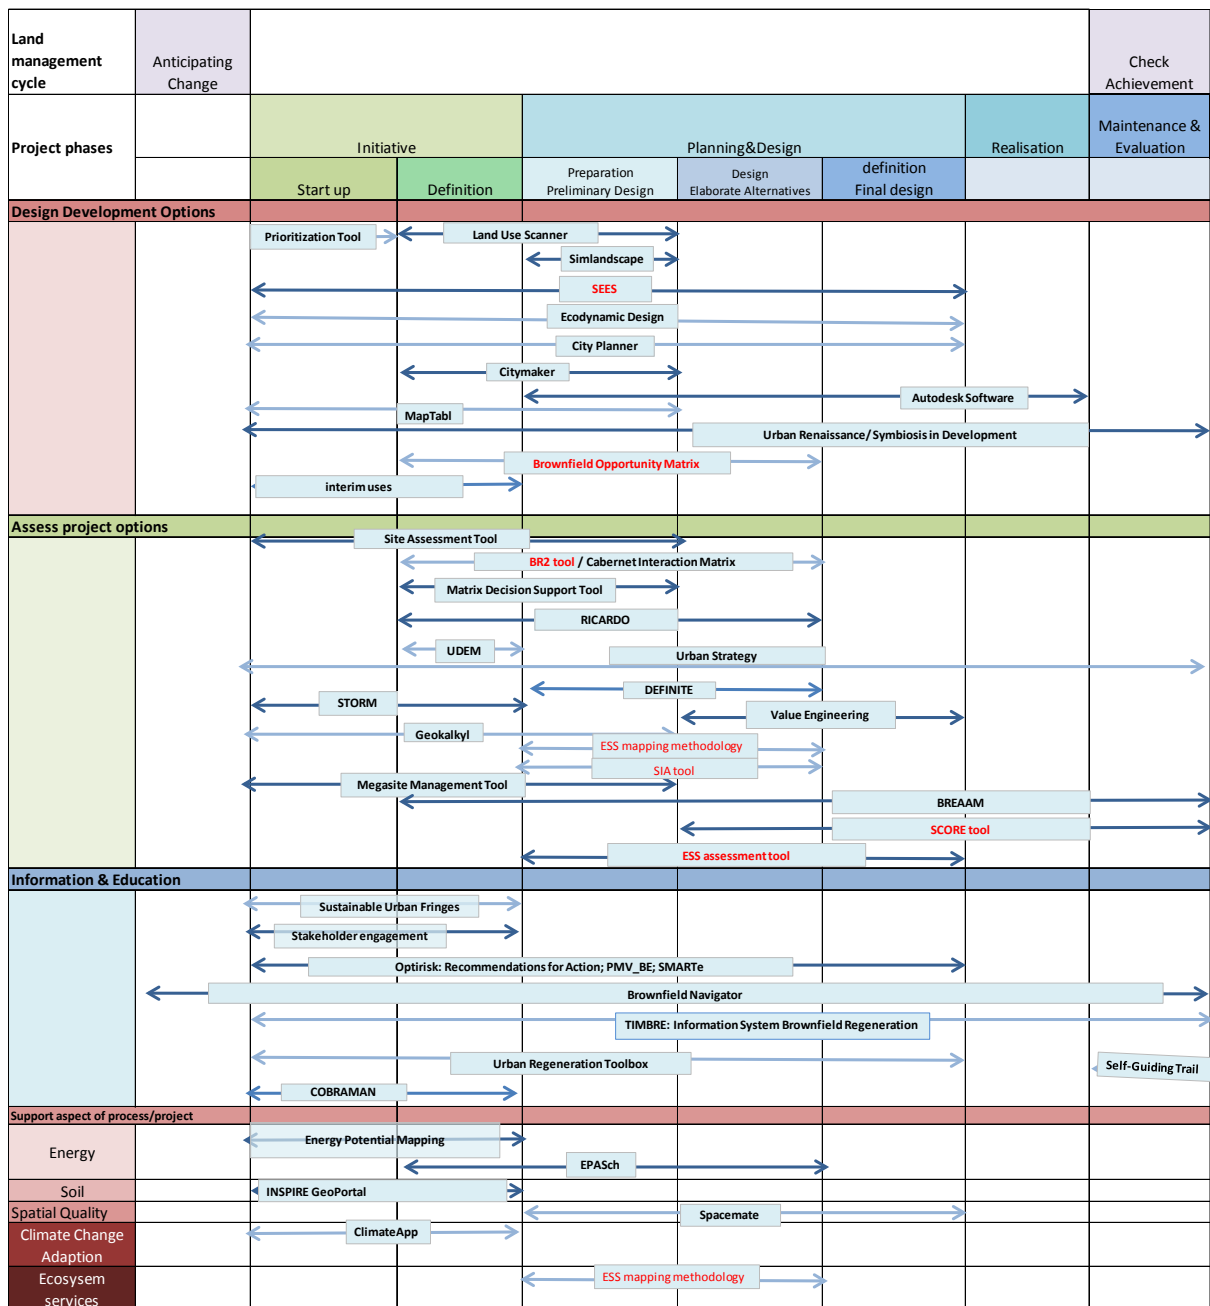 Land
management
cycle
Anticipating
Change
Check
Achievement
Project phases
Initiative
Planning&Design
Realisation
Maintenance &
Evaluation
Start up
Definition
Preparation
Preliminary Design
Design
Elaborate Alternatives
definition
Final design
Design Development Options
Prioritization Tool
Land Use Scanner
Simlandscape
SEES
Ecodynamic Design
City Planner
Citymaker
Autodesk Software
MapTabl
Urban Renaissance/ Symbiosis in Development
Brownfield Opportunity Matrix
interim uses
Assess project options
Site Assessment Tool
BR2 tool / Cabernet Interaction Matrix
Matrix Decision Support Tool
RICARDO
UDEM
Urban Strategy
DEFINITE
STORM
Value Engineering
Geokalkyl
ESS mapping methodology
SIA tool
Megasite Management Tool
BREAAM
SCORE tool
ESS assessment tool
Information & Education
Sustainable Urban Fringes
Stakeholder engagement
Optirisk: Recommendations for Action; PMV_BE; SMARTe
Brownfield Navigator
TIMBRE: Information System Brownfield Regeneration
Urban Regeneration Toolbox
Self-Guiding Trail
COBRAMAN
Support aspect of process/project
Energy
Energy Potential Mapping
EPASch
Soil
INSPIRE GeoPortal
Spatial Quality
Spacemate
Climate Change
Adaption
ClimateApp
Ecosysem
services
ESS mapping methodology